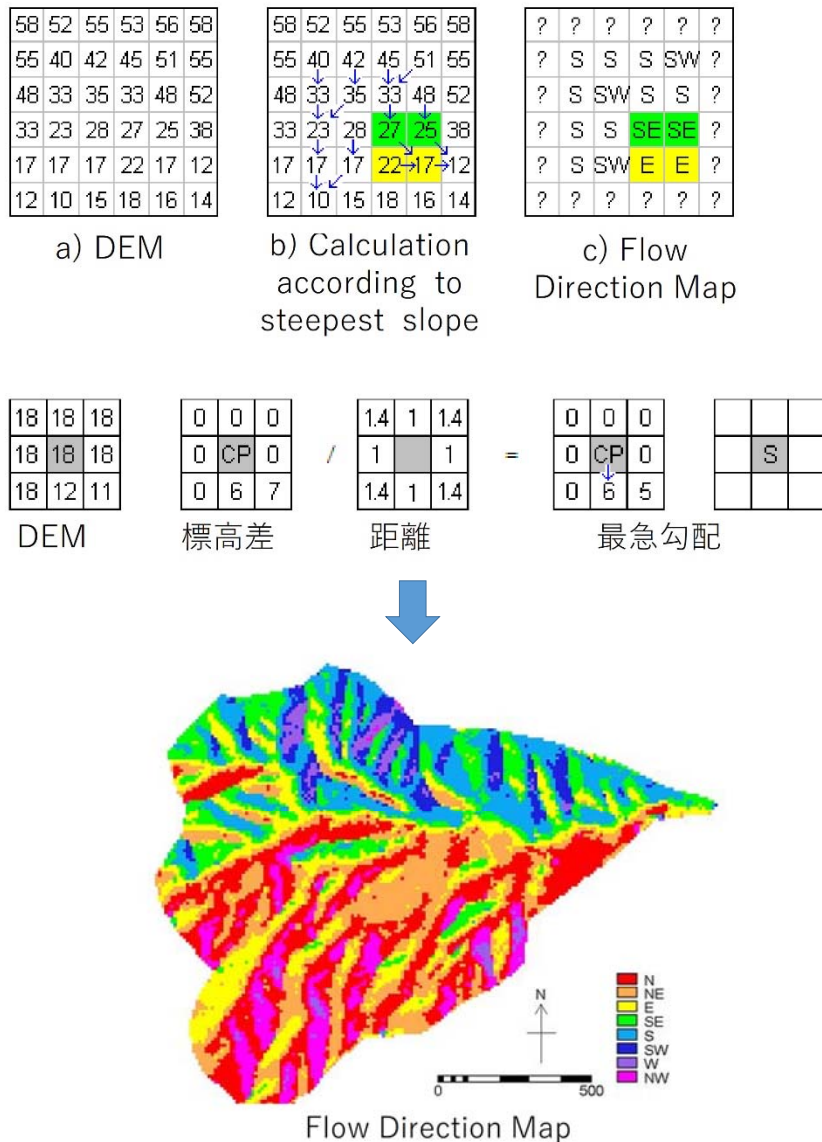 58 52 55 53 56 58
55 40 42 45 51 55
48 33 35 33 48 52
33 23 28 27 25 38
17 17 17 22 17 12
12 10 15 18 16 14
a) DEM
58 52 55 53 56 58
55 40 42 45 51 55
48 33 35 33 48 52
33 23 28 27 25 38
17 17 17 22 17 12
12 10 15 18 16 14
b) Calculation
according to
steepest slope
? ? ? ? ? ?
? S S S SW ?
? S SW S S ?
? S S SE SE ?
? S SW E E ?
? ? ? ? ? ?
c) Flow
Direction Map
18 18 18
18 18 18
18 12 11
DEM
0 0 0
0 CP 0
0 6 7
標高差
/
1.4 1 1.4
1 1
1.4 1 1.4
距離
=
0 0 0
0 CP 0
0 6 5
最急勾配
S
N
NE
E
SE
S
SW
W
NW
N
0 500
Flow Direction Map